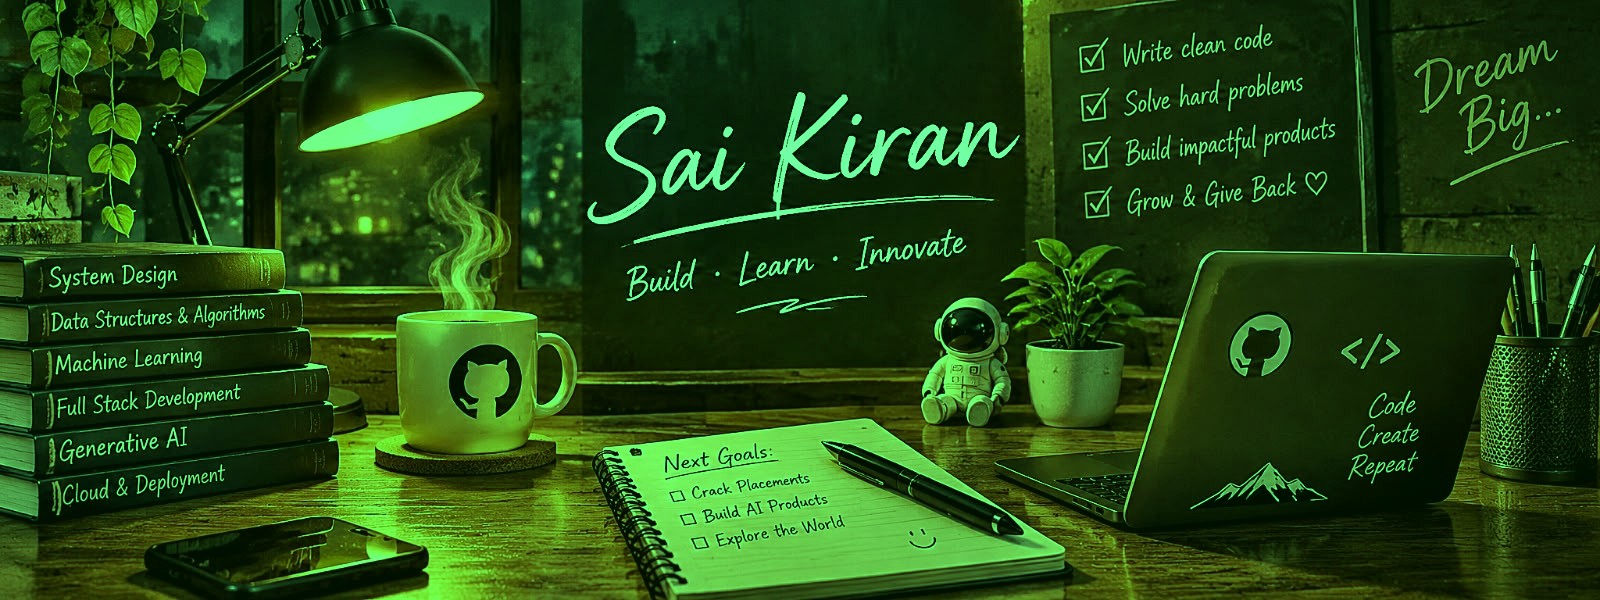 Sai Kiran
Build · Learn · Innovate
Write clean code
Solve hard problems
Build impactful products
Grow & Give Back ♡
Dream
Big...
System Design
Data Structures & Algorithms
Machine Learning
Full Stack Development
Generative AI
Cloud & Deployment
Next Goals:
Crack Placements
Build AI Products
Explore the World
</>
Code
Create
Repeat